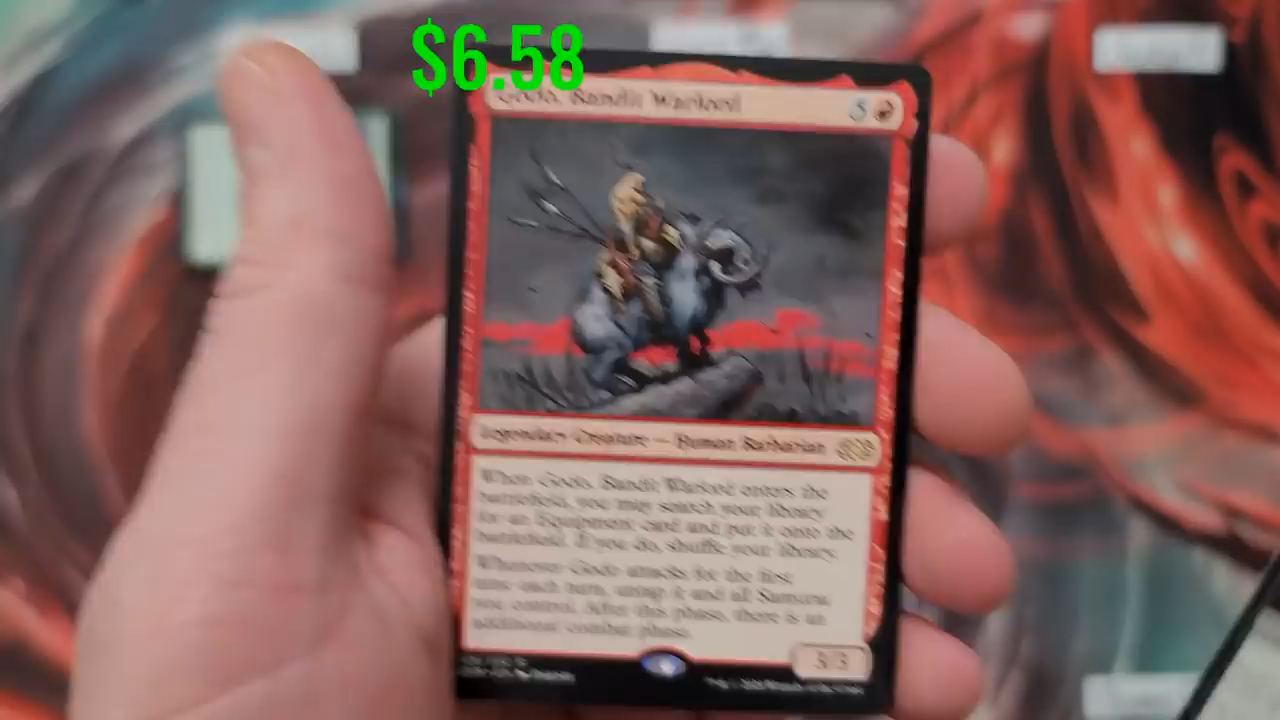 $6.58
Godo, Bandit Warlord 5
Legendary Creature — Human Barbarian
When Godo, Bandit Warlord enters the
battlefield, you may search your library
for an Equipment card and put it onto the
battlefield. If you do, shuffle your library.
Whenever Godo attacks for the first
time each turn, untap it and all Samurai
you control. After this phase, there is an
additional combat phase.
3/3